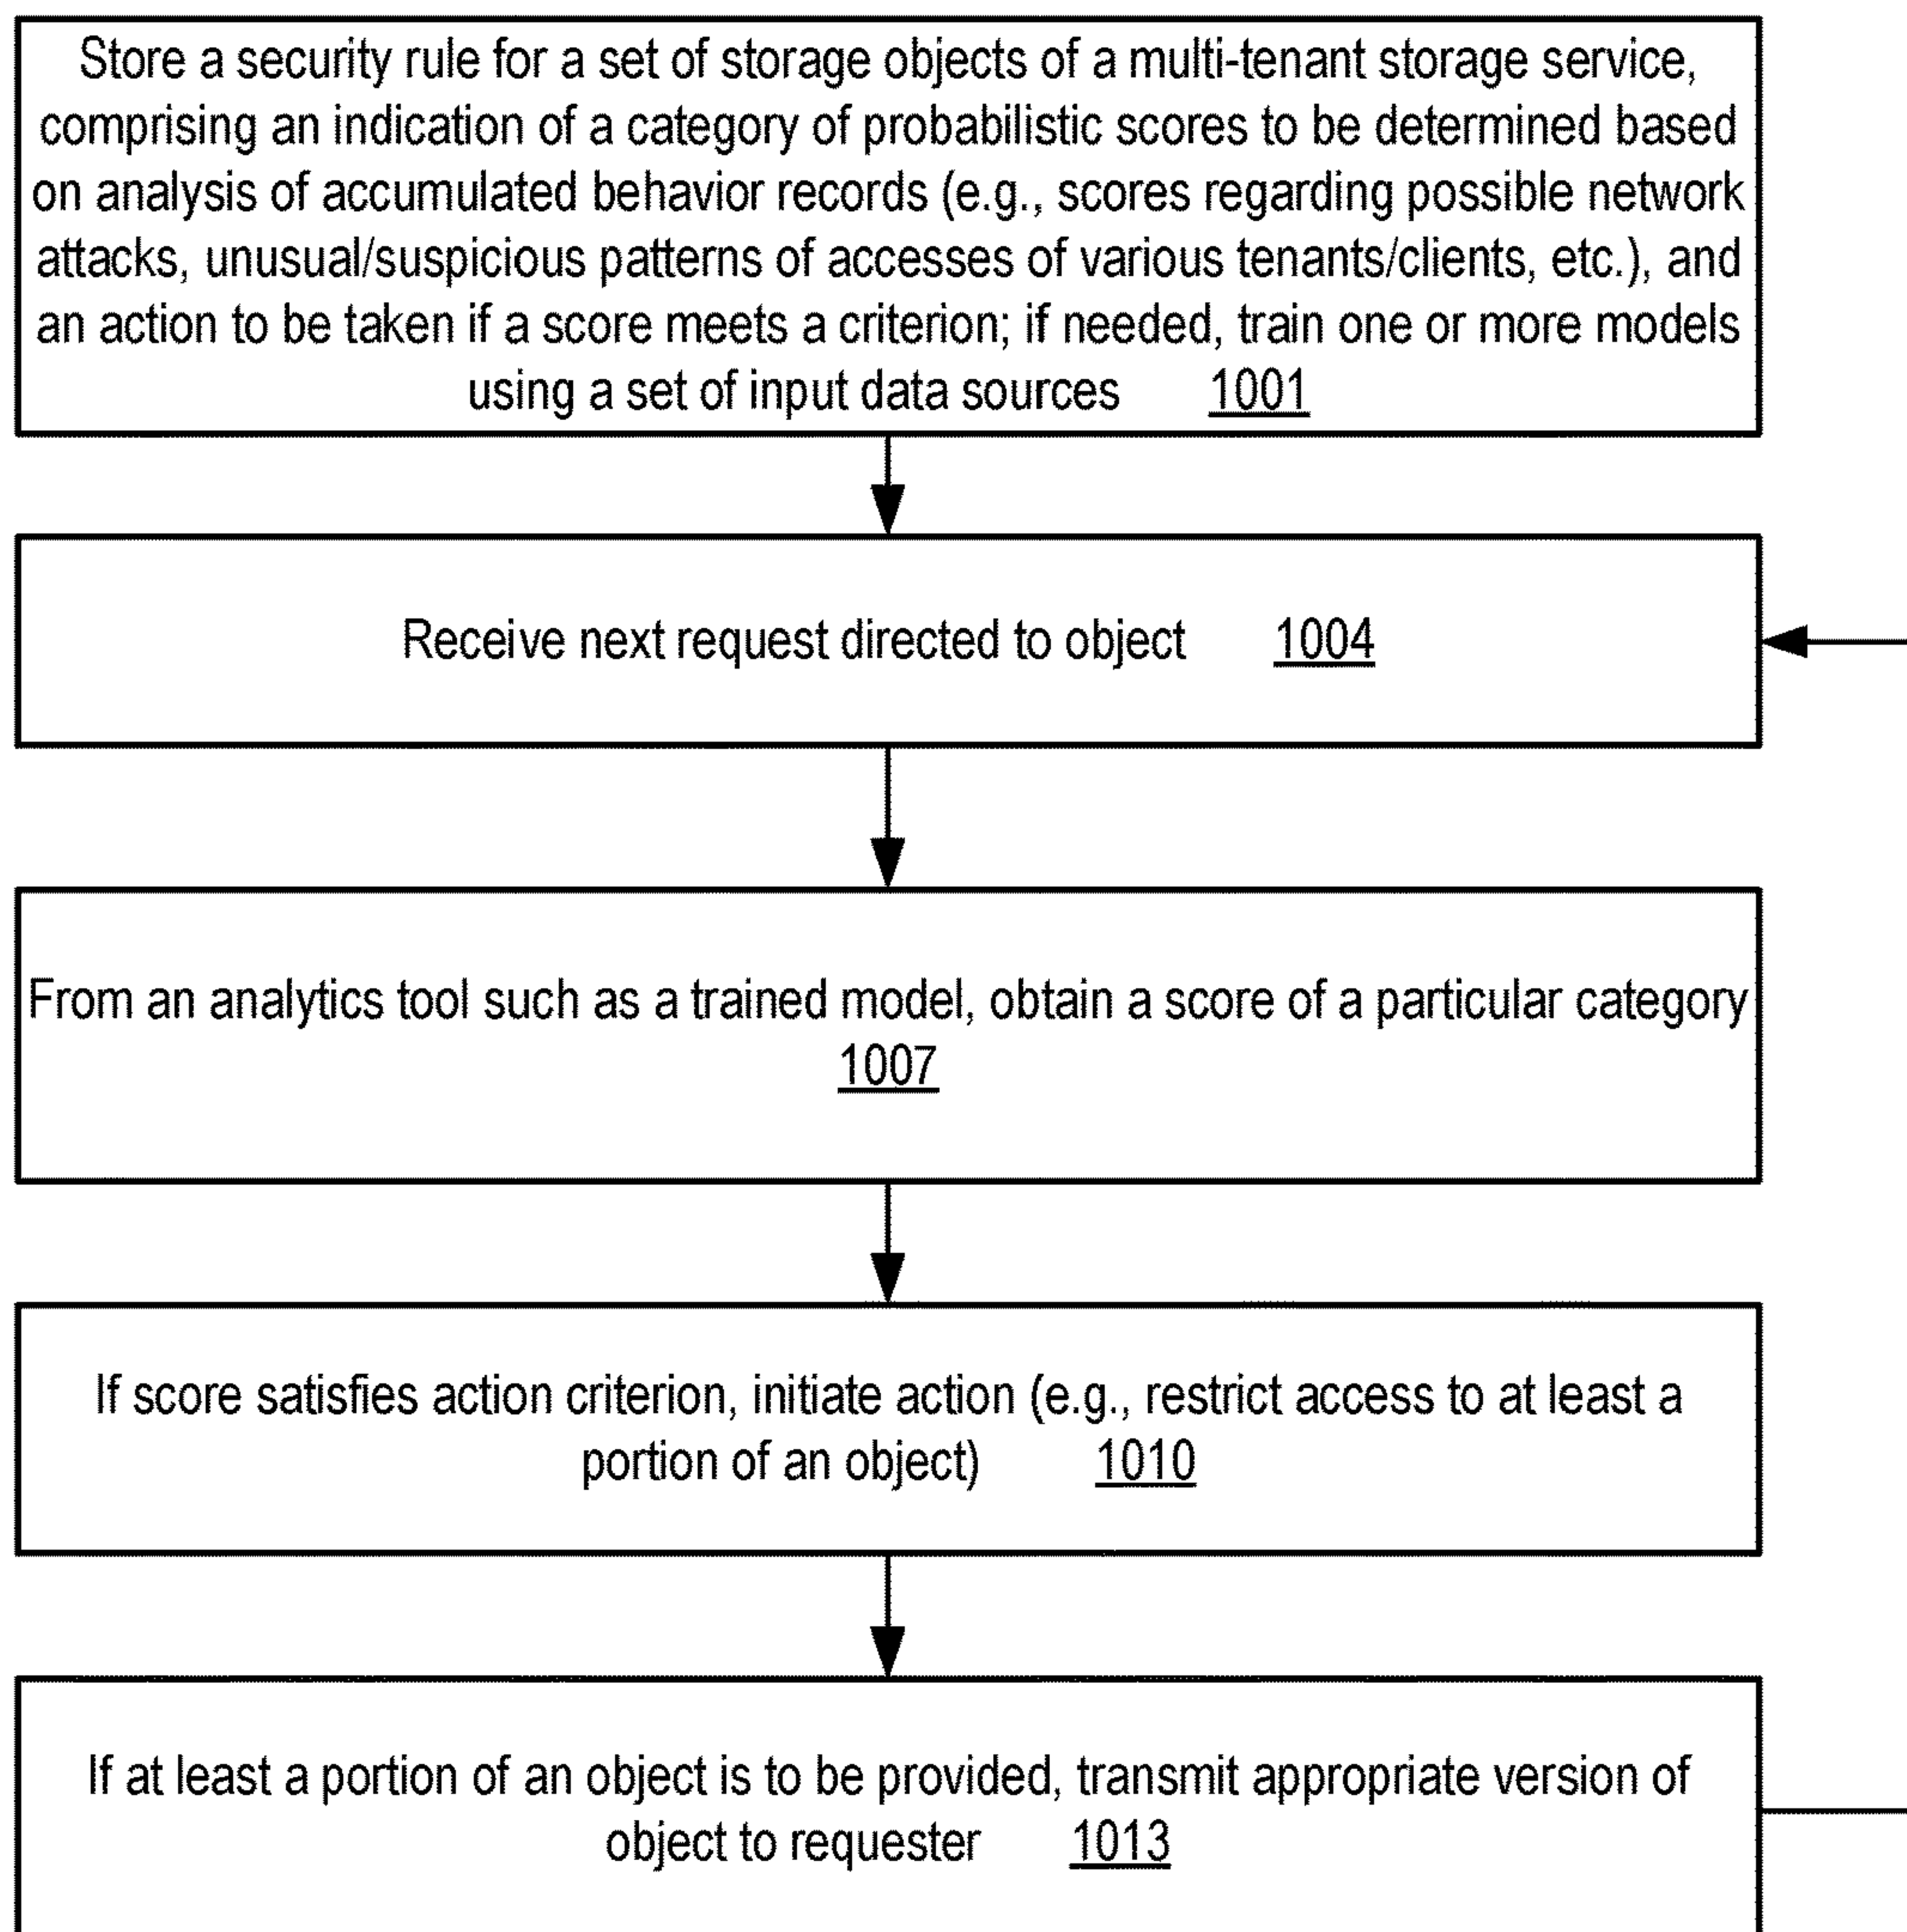 Store a security rule for a set of storage objects of a multi-tenant storage service,
comprising an indication of a category of probabilistic scores to be determined based
on analysis of accumulated behavior records (e.g., scores regarding possible network
attacks, unusual/suspicious patterns of accesses of various tenants/clients, etc.), and
an action to be taken if a score meets a criterion; if needed, train one or more models
using a set of input data sources 1001
Receive next request directed to object 1004
From an analytics tool such as a trained model, obtain a score of a particular category
1007
If score satisfies action criterion, initiate action (e.g., restrict access to at least a
portion of an object) 1010
If at least a portion of an object is to be provided, transmit appropriate version of
object to requester 1013